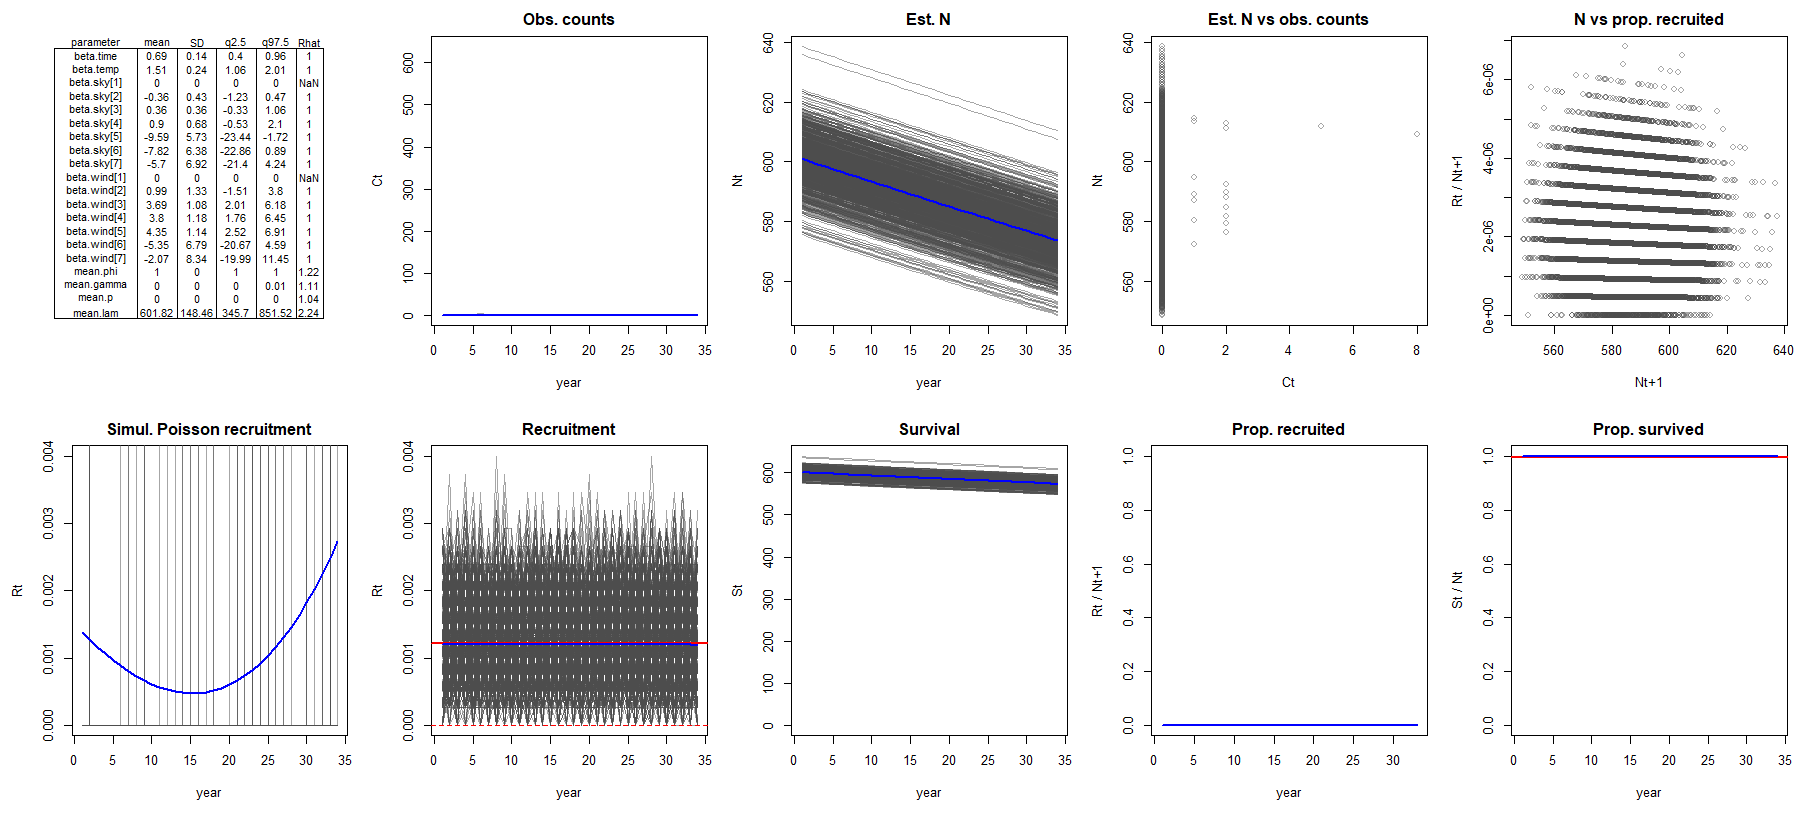 parameter mean SD q2.5 q97.5 Rhat
beta.time 0.69 0.14 0.4 0.96 1
beta.temp 1.51 0.24 1.06 2.01 1
beta.sky[1] 0 0 0 0 NaN
beta.sky[2] -0.36 0.43 -1.23 0.47 1
beta.sky[3] 0.36 0.36 -0.33 1.06 1
beta.sky[4] 0.9 0.68 -0.53 2.1 1
beta.sky[5] -9.59 5.73 -23.44 -1.72 1
beta.sky[6] -7.82 6.38 -22.86 0.89 1
beta.sky[7] -5.7 6.92 -21.4 4.24 1
beta.wind[1] 0 0 0 0 NaN
beta.wind[2] 0.99 1.33 -1.51 3.8 1
beta.wind[3] 3.69 1.08 2.01 6.18 1
beta.wind[4] 3.8 1.18 1.76 6.45 1
beta.wind[5] 4.35 1.14 2.52 6.91 1
beta.wind[6] -5.35 6.79 -20.67 4.59 1
beta.wind[7] -2.07 8.34 -19.99 11.45 1
mean.phi 1 0 1 1 1.22
mean.gamma 0 0 0 0.01 1.11
mean.p 0 0 0 0 1.04
mean.lam 601.82 148.46 345.7 851.52 2.24
Obs. counts
Ct
600
500
400
300
200
100
0
0 5 10 15 20 25 30 35
year
Est. N
Nt
640
620
600
580
560
0 5 10 15 20 25 30 35
year
Est. N vs obs. counts
Nt
640
620
600
580
560
0 2 4 6 8
Ct
N vs prop. recruited
Rt / Nt+1
6e-06
4e-06
2e-06
0e+00
560 580 600 620 640
Nt+1
Simul. Poisson recruitment
Rt
0.004
0.003
0.002
0.001
0.000
0 5 10 15 20 25 30 35
year
Recruitment
Rt
0.004
0.003
0.002
0.001
0.000
0 5 10 15 20 25 30 35
year
Survival
St
600
500
400
300
200
100
0
0 5 10 15 20 25 30 35
year
Prop. recruited
Rt / Nt+1
1.0
0.8
0.6
0.4
0.2
0.0
0 5 10 15 20 25 30
year
Prop. survived
St / Nt
1.0
0.8
0.6
0.4
0.2
0.0
0 5 10 15 20 25 30 35
year